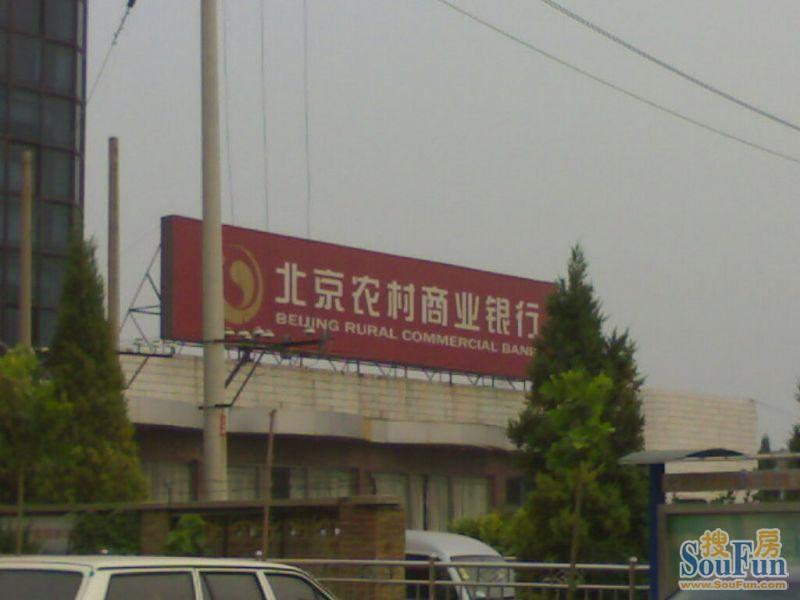 北京农村商业银行
BEIJING RURAL COMMERCIAL BANK
搜房
SouFun
www.SouFun.com